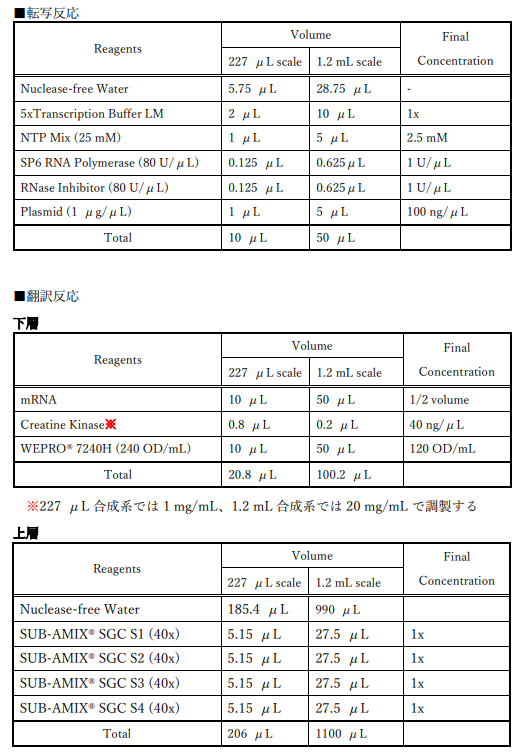 ■転写反応
Reagents Volume Final Concentration
227 μL scale 1.2 mL scale
Nuclease-free Water 5.75 μL 28.75 μL -
5xTranscription Buffer LM 2 μL 10 μL 1x
NTP Mix (25 mM) 1 μL 5 μL 2.5 mM
SP6 RNA Polymerase (80 U/μL) 0.125 μL 0.625μL 1 U/μL
RNase Inhibitor (80 U/μL) 0.125 μL 0.625μL 1 U/μL
Plasmid (1 μg/μL) 1 μL 5 μL 100 ng/μL
Total 10 μL 50 μL
■翻訳反応
下層
Reagents Volume Final Concentration
227 μL scale 1.2 mL scale
mRNA 10 μL 50 μL 1/2 volume
Creatine Kinase※ 0.8 μL 0.2 μL 40 ng/μL
WEPRO® 7240H (240 OD/mL) 10 μL 50 μL 120 OD/mL
Total 20.8 μL 100.2 μL
※227 μL 合成系では 1 mg/mL、1.2 mL 合成系では 20 mg/mL で調製する
上層
Reagents Volume Final Concentration
227 μL scale 1.2 mL scale
Nuclease-free Water 185.4 μL 990 μL
SUB-AMIX® SGC S1 (40x) 5.15 μL 27.5 μL 1x
SUB-AMIX® SGC S2 (40x) 5.15 μL 27.5 μL 1x
SUB-AMIX® SGC S3 (40x) 5.15 μL 27.5 μL 1x
SUB-AMIX® SGC S4 (40x) 5.15 μL 27.5 μL 1x
Total 206 μL 1100 μL